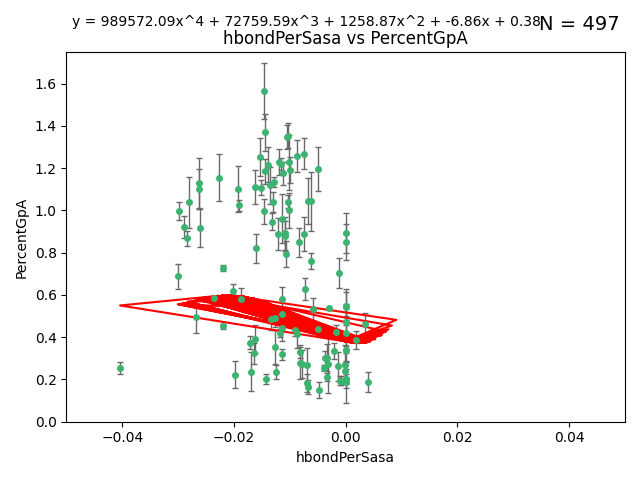 y = 989572.09x^4 + 72759.59x^3 + 1258.87x^2 + -6.86x + 0.38
N = 497
hbondPerSasa vs PercentGpA
PercentGpA
1.6
1.4
1.2
1.0
0.8
0.6
0.4
0.2
0.0
−0.04 −0.02 0.00 0.02 0.04
hbondPerSasa